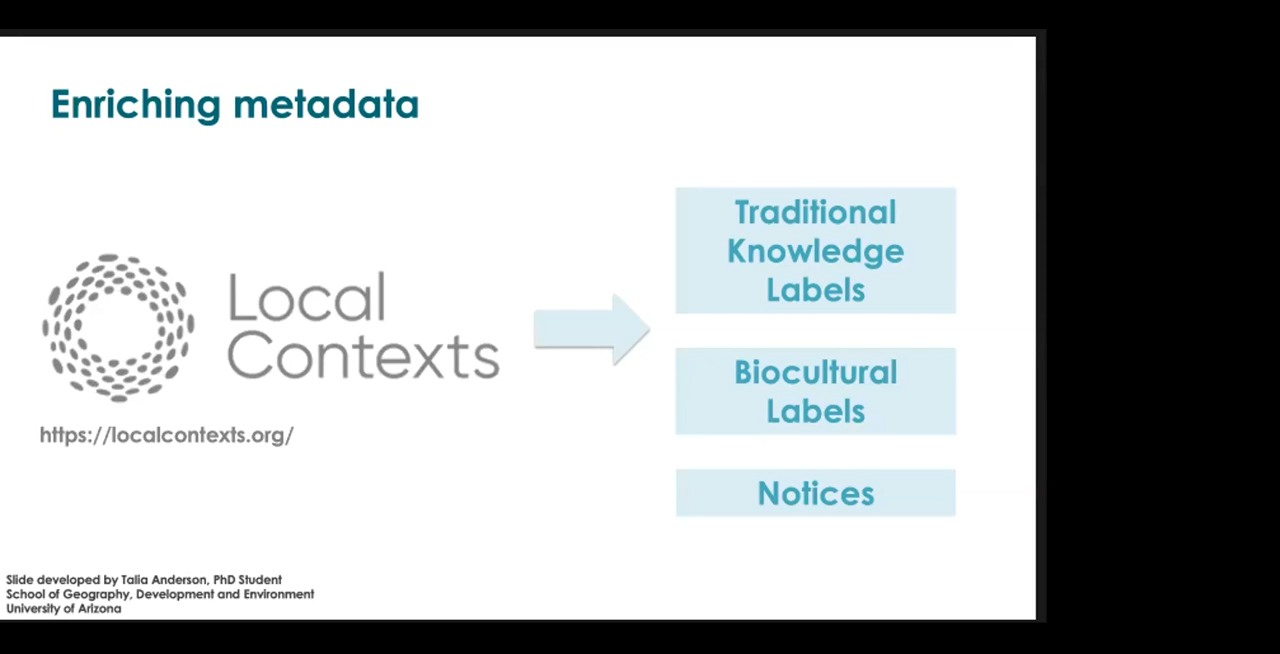 Enriching metadata
Local
Contexts
https://localcontexts.org/
Traditional
Knowledge
Labels
Biocultural
Labels
Notices
Slide developed by Talia Anderson, PhD Student
School of Geography, Development and Environment
University of Arizona